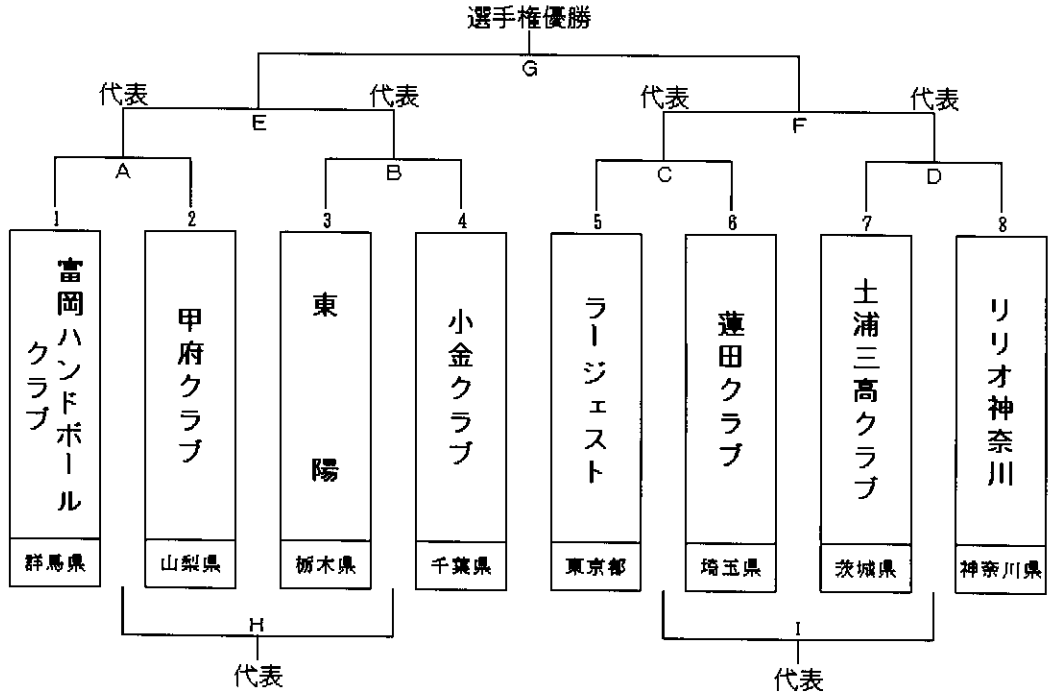 選手権優勝
G
代表
代表
代表
代表
E
F
A
B
C
D
1
2
3
4
5
6
7
8
富岡ハンドボール
クラブ
甲府クラブ
東陽
小金クラブ
ラージェスト
蓮田クラブ
土浦三高クラブ
リリオ神奈川
群馬県
山梨県
栃木県
千葉県
東京都
埼玉県
茨城県
神奈川県
H
I
代表
代表